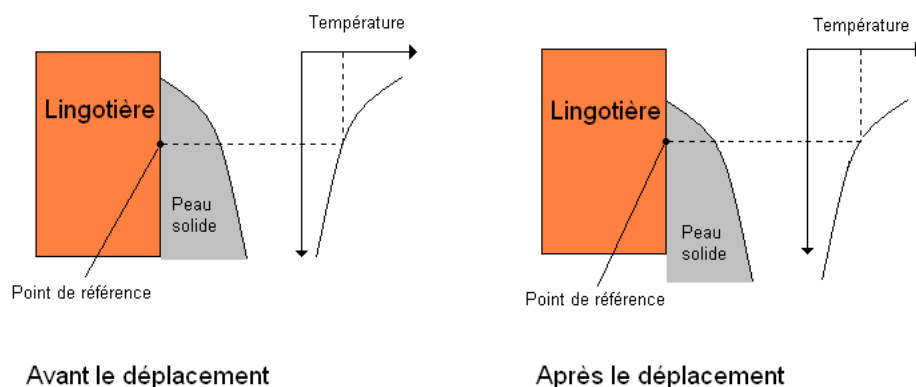 Température
Lingotière
Peau
solide
Point de référence
Avant le déplacement
Température
Lingotière
Peau
solide
Point de référence
Après le déplacement